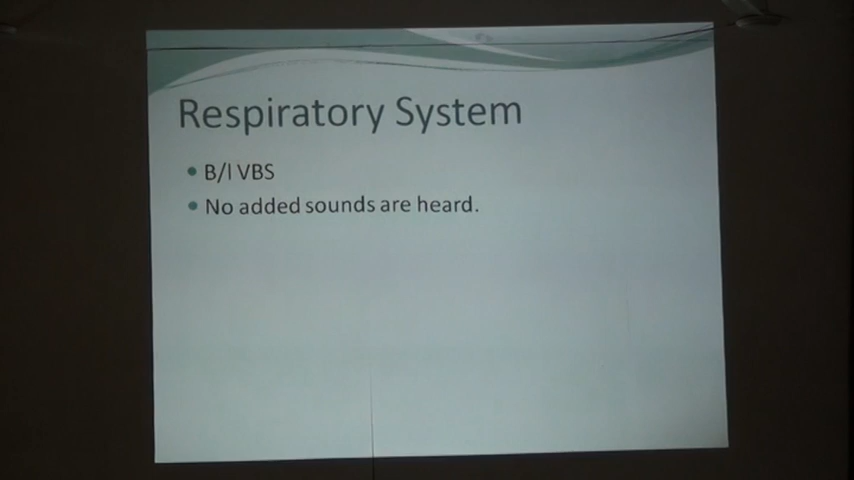 Respiratory System
• B/l VBS
• No added sounds are heard.